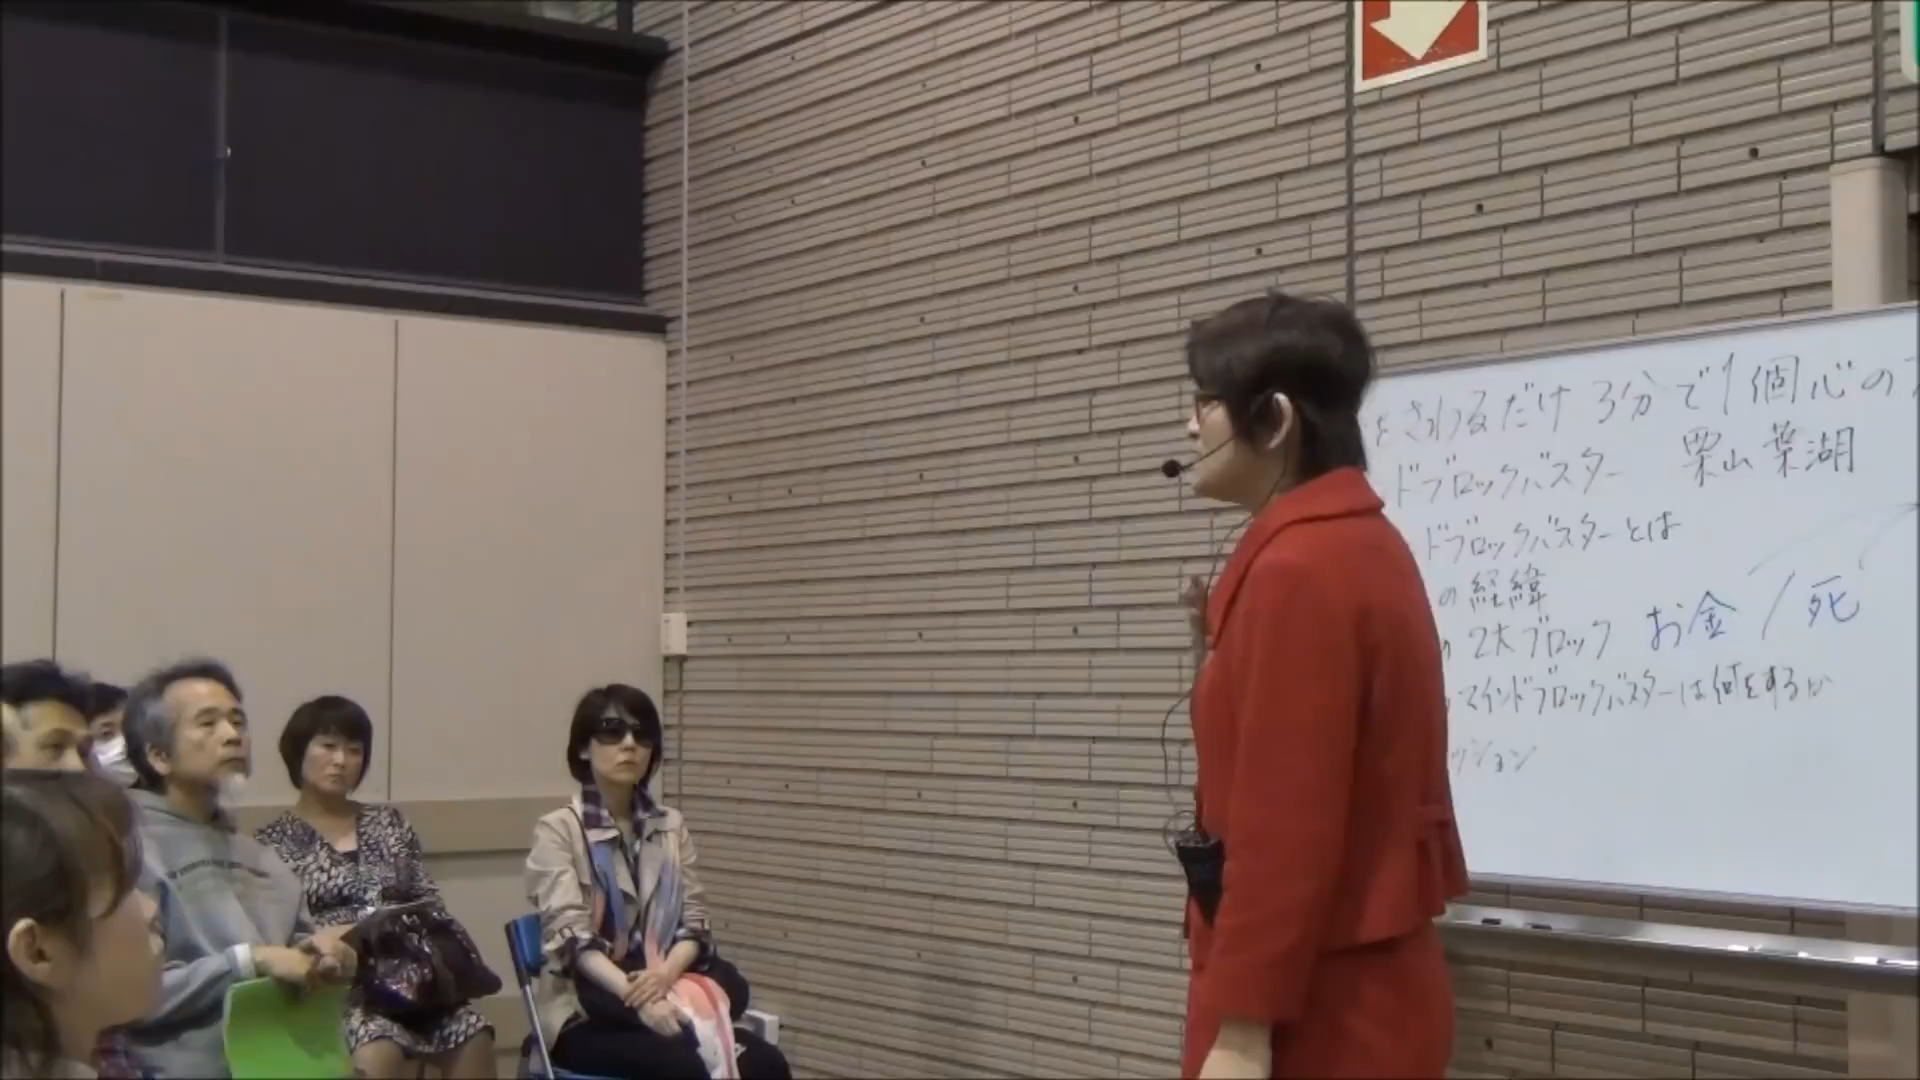 をさわるだけ 3分で1個心の
ドブロックバスター 栗山葉湖
ドブロックバスターとは
の経緯
の2大ブロック お金/死
マインドブロックバスターは何をするか
ッション